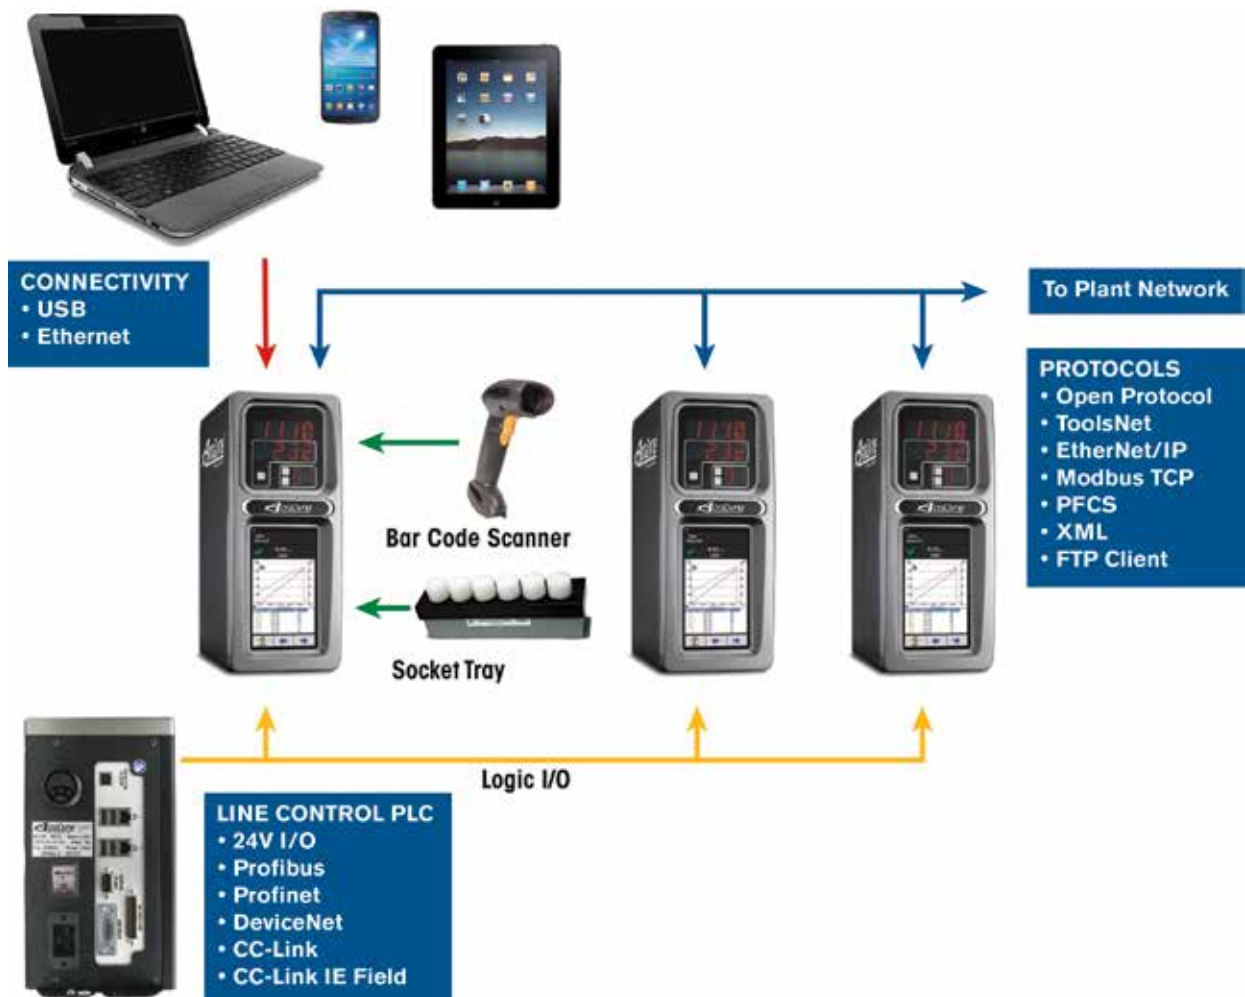 CONNECTIVITY
• USB
• Ethernet
To Plant Network
PROTOCOLS
• Open Protocol
• ToolsNet
• EtherNet/IP
• Modbus TCP
• PFCS
• XML
• FTP Client
Bar Code Scanner
Socket Tray
Logic I/O
LINE CONTROL PLC
• 24V I/O
• Profibus
• Profinet
• DeviceNet
• CC-Link
• CC-Link IE Field